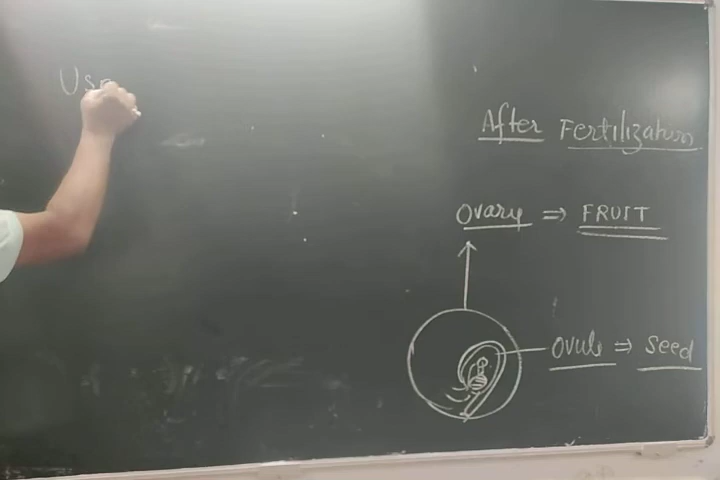 After Fertilization
Ovary ⇒ FRUIT
Ovule ⇒ Seed